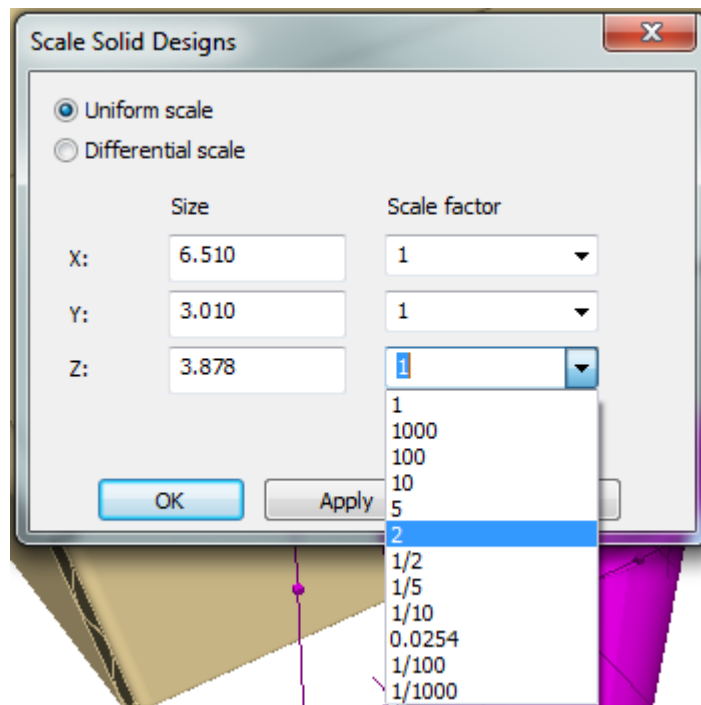 Scale Solid Designs
Uniform scale
Differential scale
Size Scale factor
X: 6.510 1
Y: 3.010 1
Z: 3.878 1
1
1000
100
10
OK Apply 5
2
1/2
1/5
1/10
0.0254
1/100
1/1000